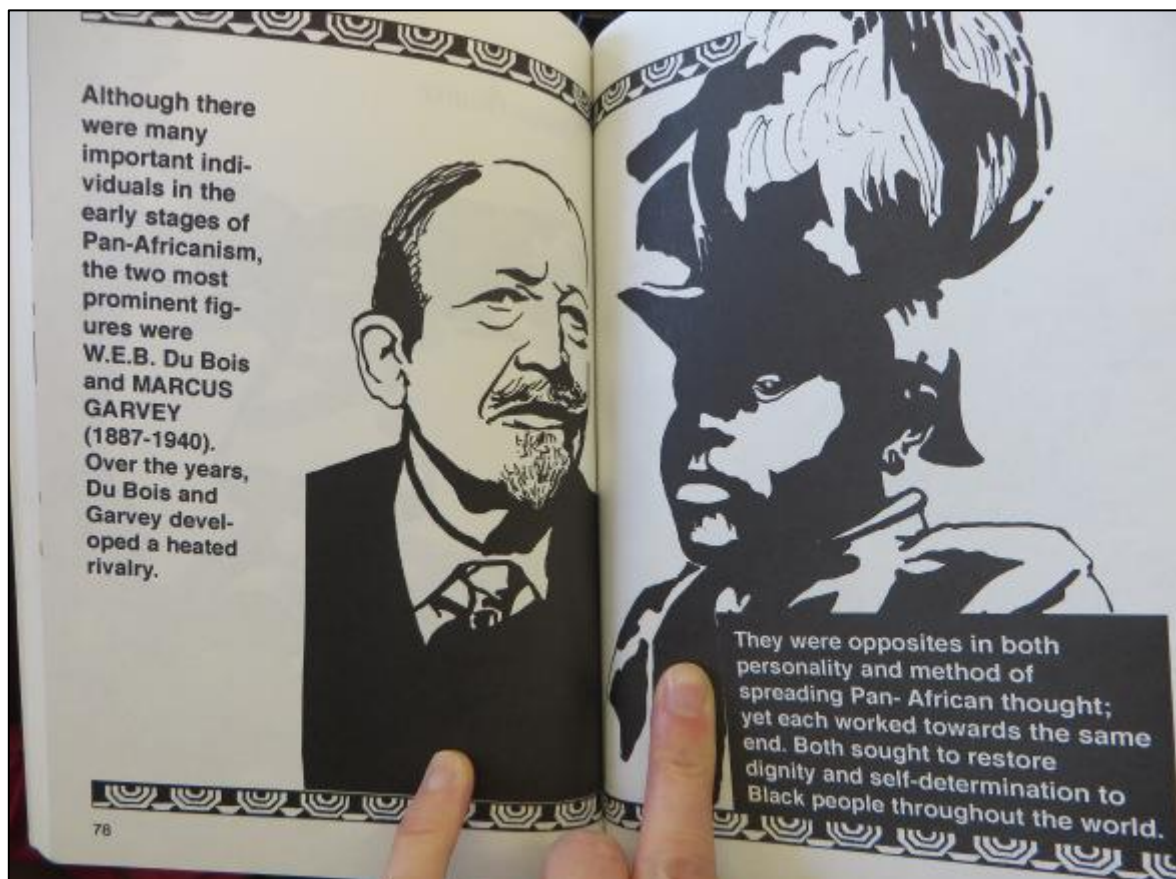 Although there
were many
important indi-
viduals in the
early stages of
Pan-Africanism,
the two most
prominent fig-
ures were
W.E.B. Du Bois
and MARCUS
GARVEY
(1887-1940).
Over the years,
Du Bois and
Garvey devel-
oped a heated
rivalry.
78
They were opposites in both
personality and method of
spreading Pan- African thought;
yet each worked towards the same
end. Both sought to restore
dignity and self-determination to
Black people throughout the world.